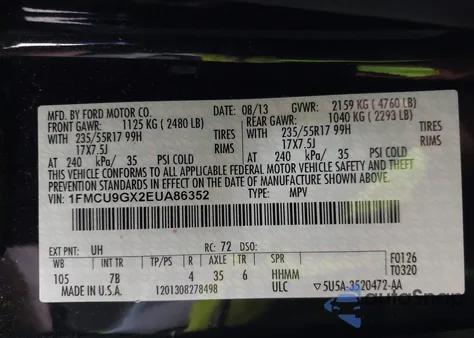 MFD. BY FORD MOTOR CO. DATE: 08/13 GVWR: 2159 KG ( 4760 LB)
FRONT GAWR: 1125 KG ( 2480 LB) REAR GAWR: 1040 KG ( 2293 LB)
WITH 235/55R17 99H TIRES WITH 235/55R17 99H TIRES
17X7.5J RIMS 17X7.5J RIMS
AT 240 kPa/ 35 PSI COLD AT 240 kPa/ 35 PSI COLD
THIS VEHICLE CONFORMS TO ALL APPLICABLE FEDERAL MOTOR VEHICLE SAFETY AND THEFT
PREVENTION STANDARDS IN EFFECT ON THE DATE OF MANUFACTURE SHOWN ABOVE.
VIN: 1FMCU9GX2EUA86352 TYPE: MPV
EXT PNT: UH RC: 72 DSO:
WB INT TR TP/PS R AXLE TR SPR F0126
105 7B 4 35 6 HHMM T0320
MADE IN U.S.A. 1201308278498 ULC 5U5A-3520472-AA
autoSnap